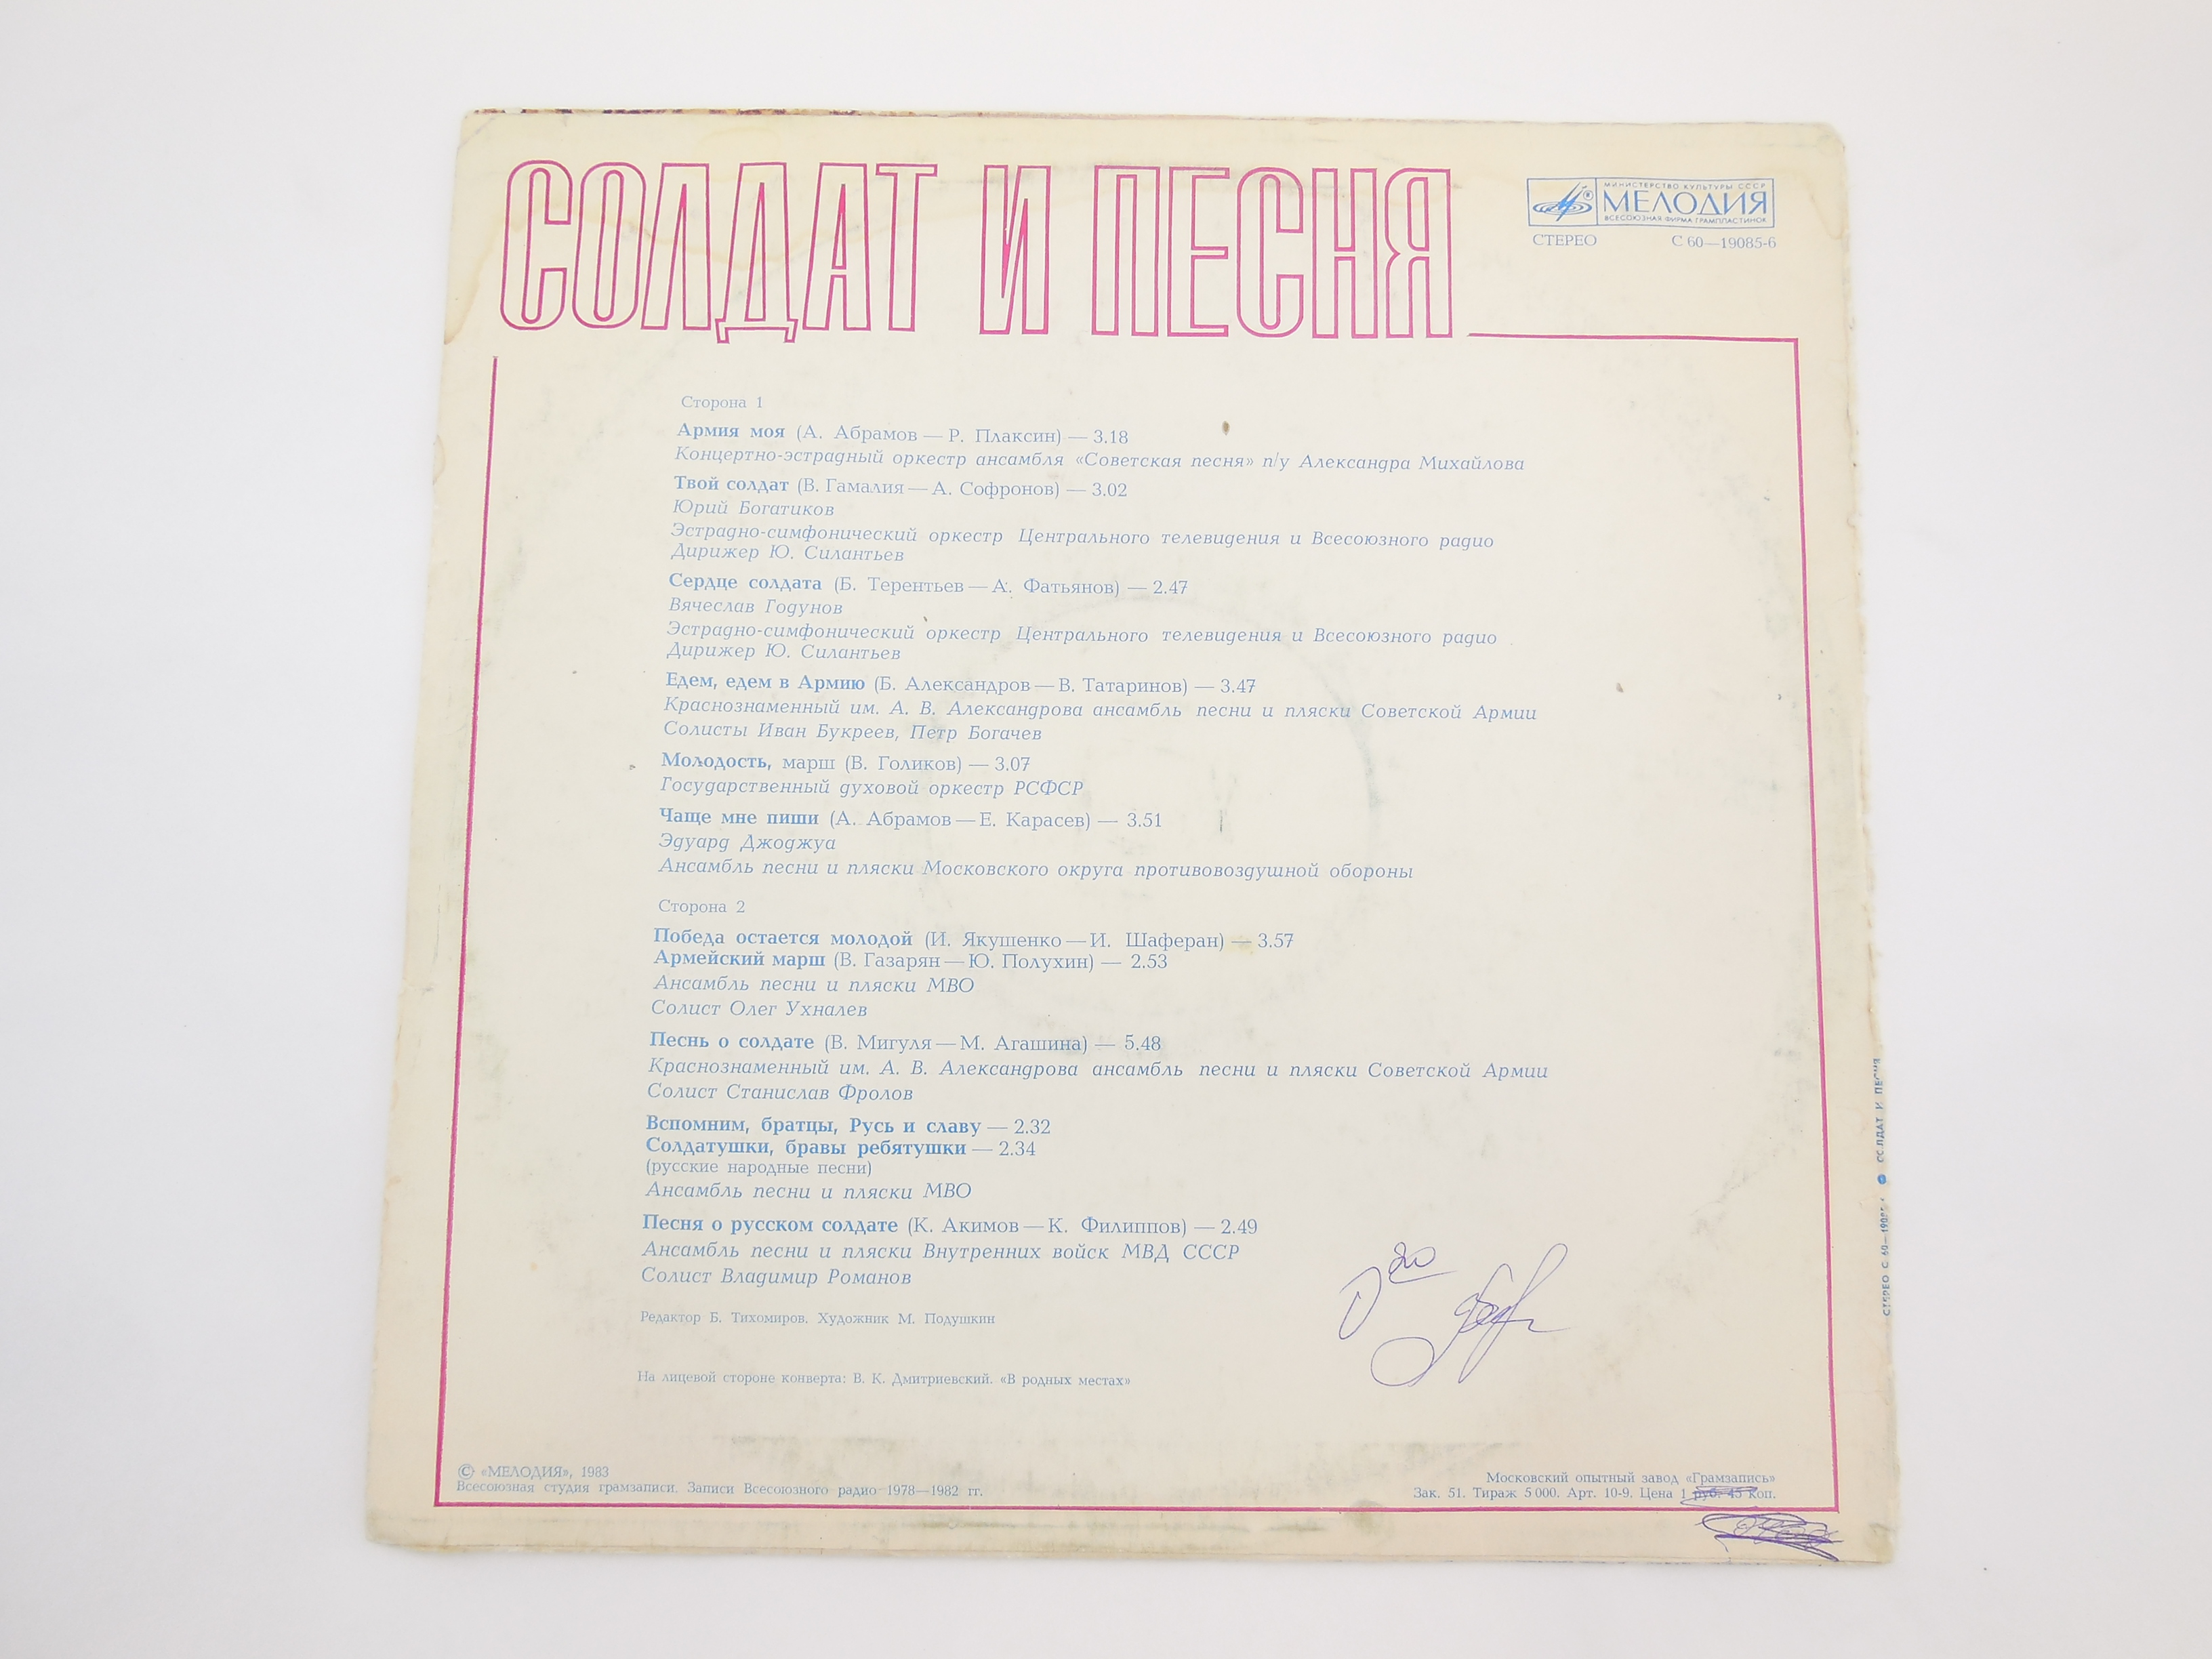 СОЛДАТ И ПЕСНЯ
МИНИСТЕРСТВО КУЛЬТУРЫ СССР
МЕЛОДИЯ
ВСЕСОЮЗНАЯ ФИРМА ГРАМПЛАСТИНОК
СТЕРЕО С 60—19085-6
Сторона 1
Армия моя (А. Абрамов — Р. Плаксин) — 3.18
Концертно-эстрадный оркестр ансамбля «Советская песня» п/у Александра Михайлова
Твой солдат (В. Гамалия — А. Софронов) — 3.02
Юрий Богатиков
Эстрадно-симфонический оркестр Центрального телевидения и Всесоюзного радио
Дирижер Ю. Силантьев
Сердце солдата (Б. Терентьев — А. Фатьянов) — 2.47
Вячеслав Годунов
Эстрадно-симфонический оркестр Центрального телевидения и Всесоюзного радио
Дирижер Ю. Силантьев
Едем, едем в Армию (Б. Александров — В. Татаринов) — 3.47
Краснознаменный им. А. В. Александрова ансамбль песни и пляски Советской Армии
Солисты Иван Букреев, Петр Богачев
Молодость, марш (В. Голиков) — 3.07
Государственный духовой оркестр РСФСР
Чаще мне пиши (А. Абрамов — Е. Карасев) — 3.51
Эдуард Джоджуа
Ансамбль песни и пляски Московского округа противовоздушной обороны
Сторона 2
Победа остается молодой (И. Якушенко — И. Шаферан) — 3.57
Армейский марш (В. Газарян — Ю. Полухин) — 2.53
Ансамбль песни и пляски МВО
Солист Олег Ухналев
Песнь о солдате (В. Мигуля — М. Агашина) — 5.48
Краснознаменный им. А. В. Александрова ансамбль песни и пляски Советской Армии
Солист Станислав Фролов
Вспомним, братцы, Русь и славу — 2.32
Солдатушки, бравы ребятушки — 2.34
(русские народные песни)
Ансамбль песни и пляски МВО
Песня о русском солдате (К. Акимов — К. Филиппов) — 2.49
Ансамбль песни и пляски Внутренних войск МВД СССР
Солист Владимир Романов
Редактор Б. Тихомиров. Художник М. Подушкин
На лицевой стороне конверта: В. К. Дмитриевский. «В родных местах»
© «МЕЛОДИЯ», 1983
Всесоюзная студия грамзаписи. Записи Всесоюзного радио 1978—1982 гг.
Московский опытный завод «Грамзапись»
Зак. 51. Тираж 5 000. Арт. 10-9. Цена 1 руб. 45 коп.
СТЕРЕО С 60— СОЛДАТ И ПЕСНЯ